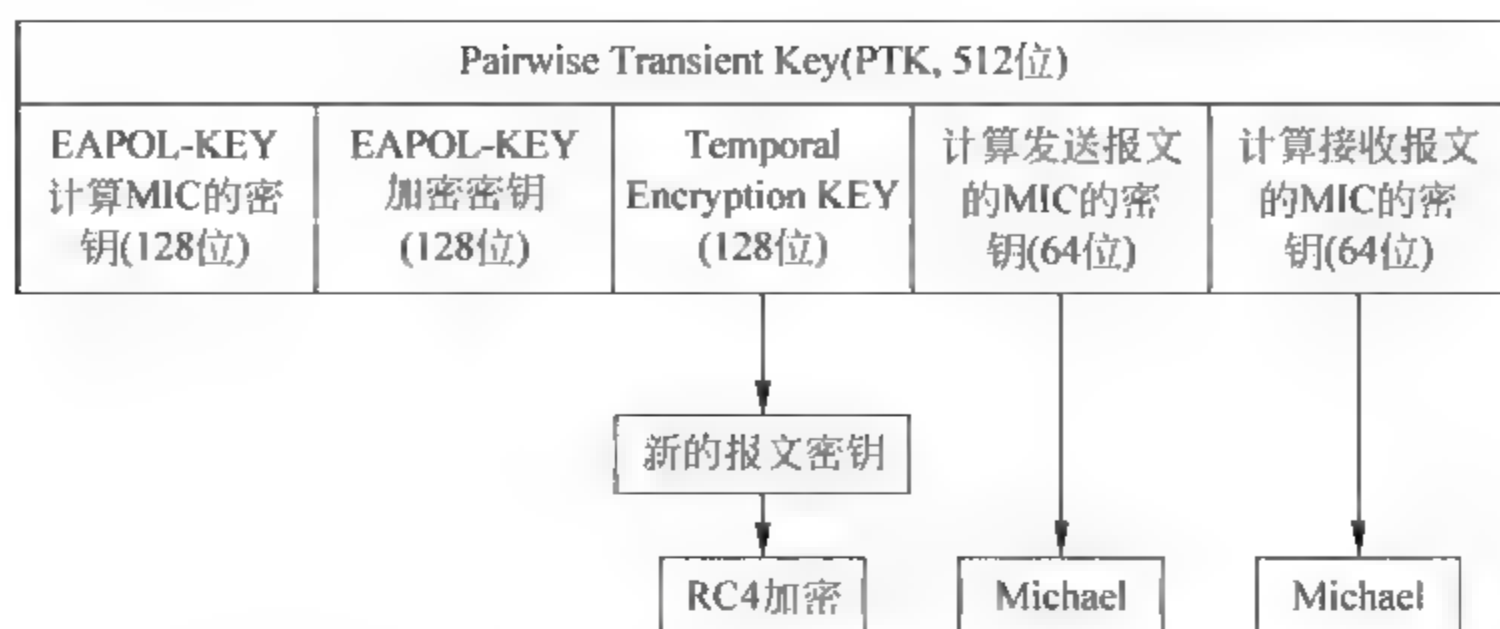 Pairwise Transient Key(PTK, 512位)
EAPOL-KEY
计算MIC的密
钥(128位)
EAPOL-KEY
加密密钥
(128位)
Temporal
Encryption KEY
(128位)
计算发送报文
的MIC的密
钥(64位)
计算接收报文
的MIC的密
钥(64位)
新的报文密钥
RC4加密
Michael
Michael